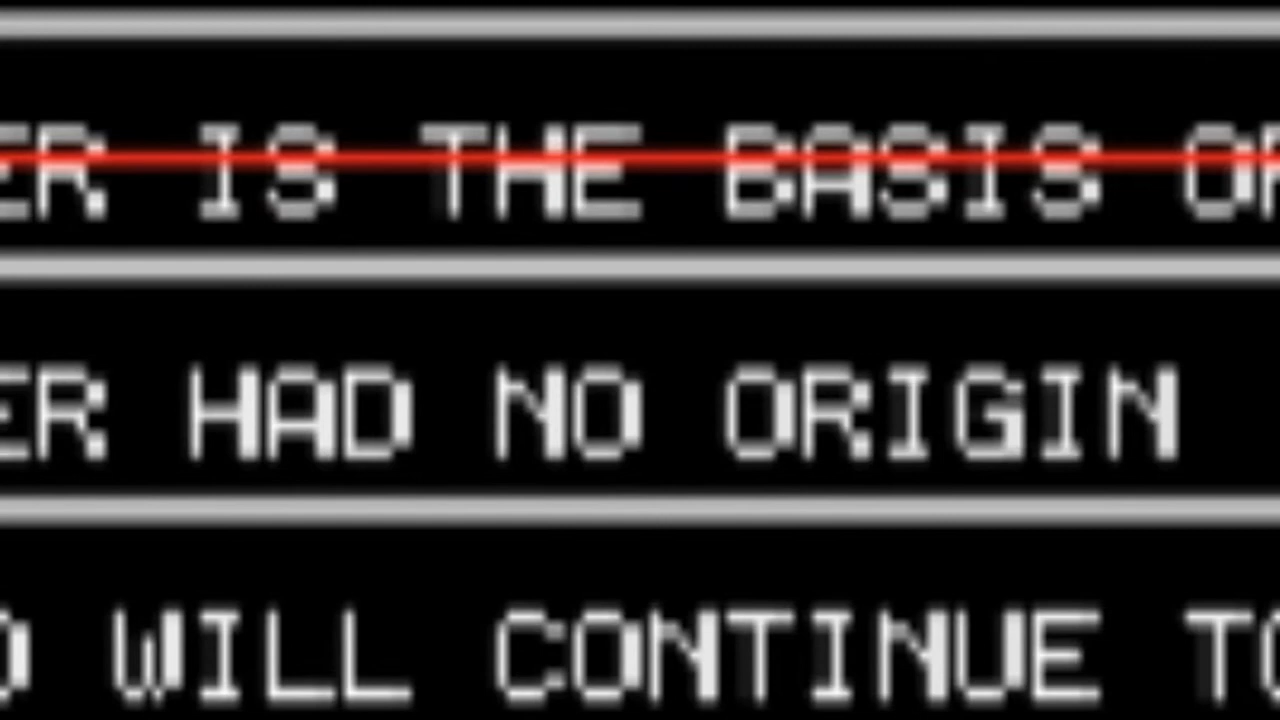 ER IS THE BASIS OF
ER HAD NO ORIGIN
O WILL CONTINUE TO